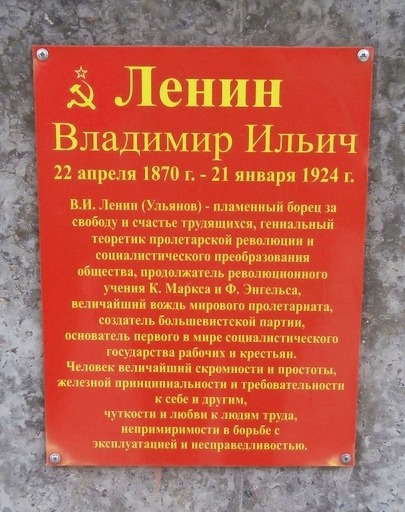 Ленин
Владимир Ильич
22 апреля 1870 г. - 21 января 1924 г.
В.И. Ленин (Ульянов) - пламенный борец за
свободу и счастье трудящихся, гениальный
теоретик пролетарской революции и
социалистического преобразования
общества, продолжатель революционного
учения К. Маркса и Ф. Энгельса,
величайший вождь мирового пролетариата,
создатель большевистской партии,
основатель первого в мире социалистического
государства рабочих и крестьян.
Человек величайший скромности и простоты,
железной принципиальности и требовательности
к себе и другим,
чуткости и любви к людям труда,
непримиримости в борьбе с
эксплуатацией и несправедливостью.